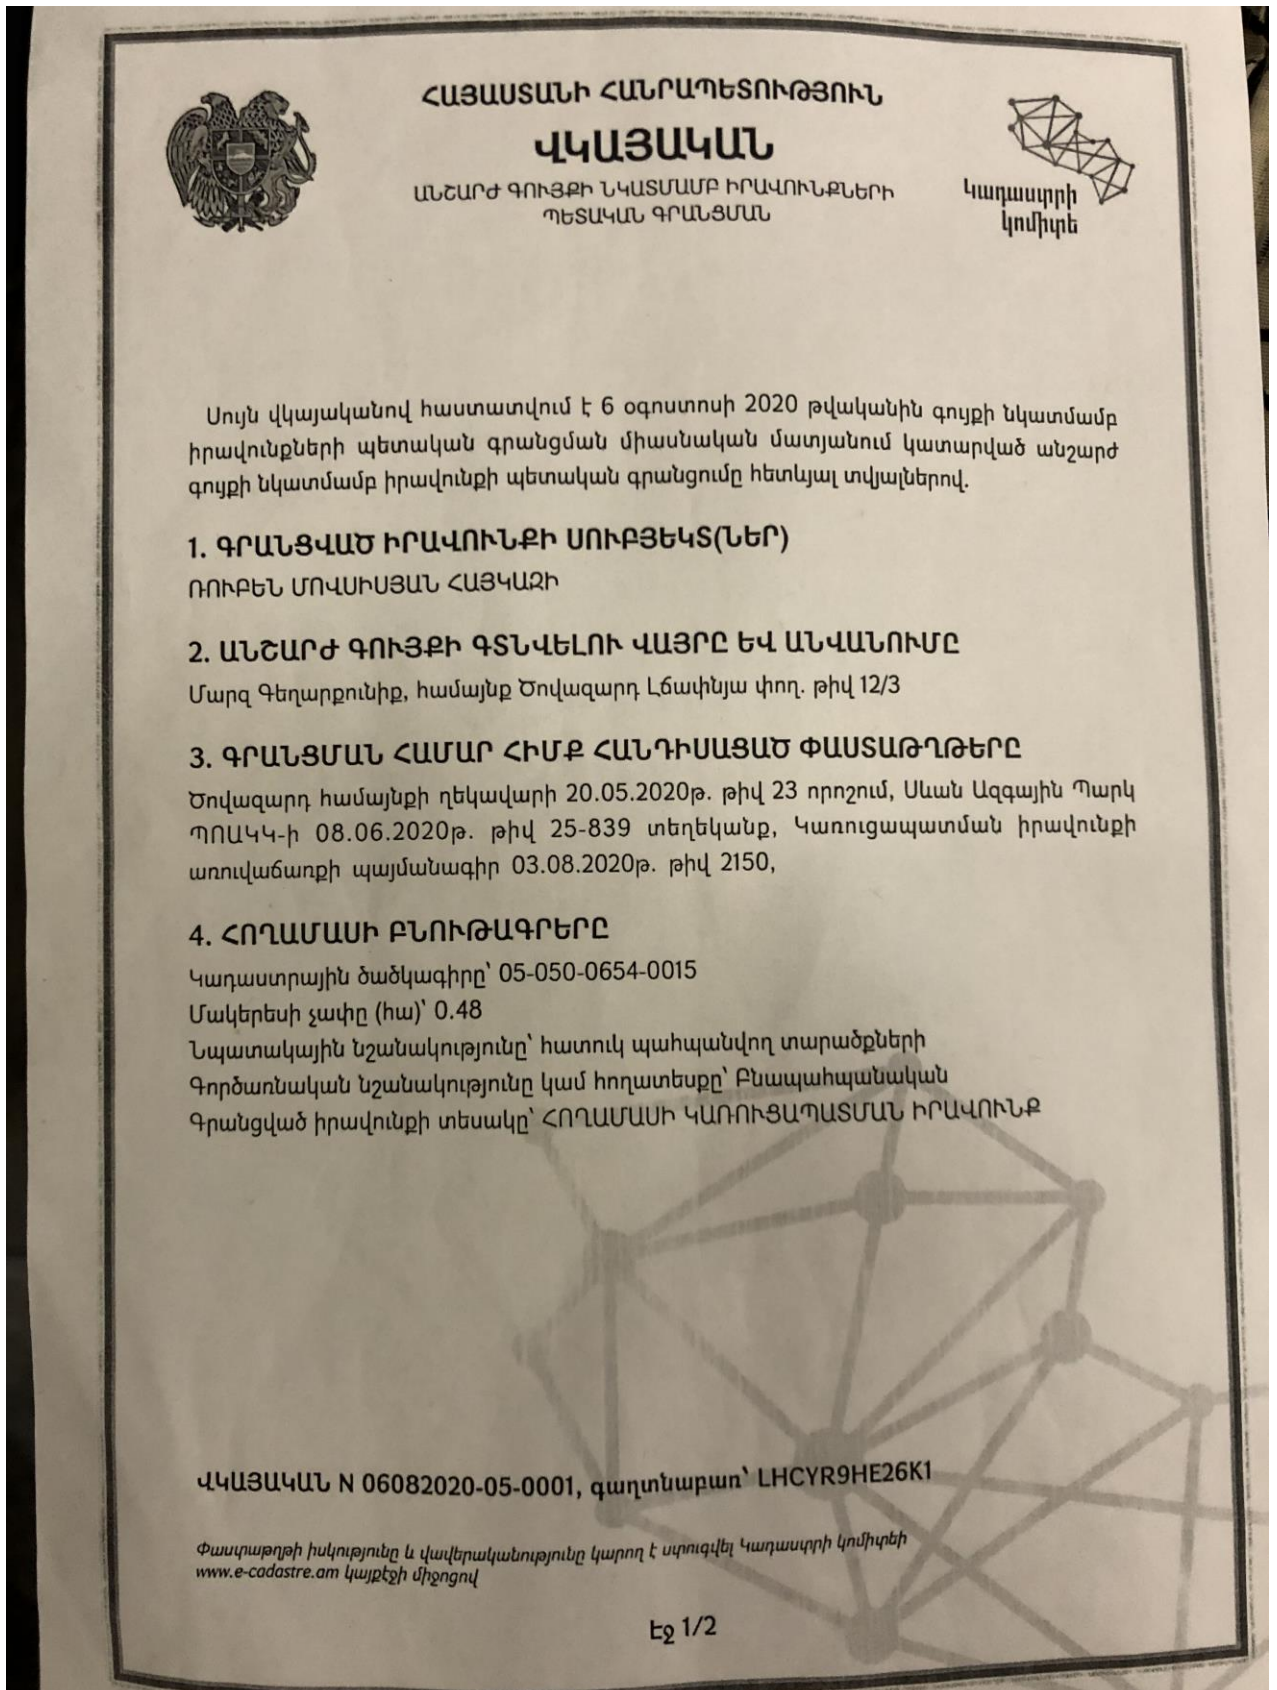 ՀԱՅԱՍՏԱՆԻ ՀԱՆՐԱՊԵՏՈՒԹՅՈՒՆ
ՎԿԱՅԱԿԱՆ
ԱՆՇԱՐԺ ԳՈՒՅՔԻ ՆԿԱՏՄԱՄԲ ԻՐԱՎՈՒՆՔՆԵՐԻ
ՊԵՏԱԿԱՆ ԳՐԱՆՑՄԱՆ
Կադաստրի
կոմիտե
Սույն վկայականով հաստատվում է 6 օգոստոսի 2020 թվականին գույքի նկատմամբ
իրավունքների պետական գրանցման միասնական մատյանում կատարված անշարժ
գույքի նկատմամբ իրավունքի պետական գրանցումը հետևյալ տվյալներով.
1. ԳՐԱՆՑՎԱԾ ԻՐԱՎՈՒՆՔԻ ՍՈՒԲՅԵԿՏ(ՆԵՐ)
ՌՈՒԲԵՆ ՄՈՎՍԻՍՅԱՆ ՀԱՅԿԱԶԻ
2. ԱՆՇԱՐԺ ԳՈՒՅՔԻ ԳՏՆՎԵԼՈՒ ՎԱՅՐԸ ԵՎ ԱՆՎԱՆՈՒՄԸ
Մարզ Գեղարքունիք, համայնք Ծովազարդ Լճափնյա փող. թիվ 12/3
3. ԳՐԱՆՑՄԱՆ ՀԱՄԱՐ ՀԻՄՔ ՀԱՆԴԻՍԱՑԱԾ ՓԱՍՏԱԹՂԹԵՐԸ
Ծովազարդ համայնքի ղեկավարի 20.05.2020թ. թիվ 23 որոշում, Սևան Ազգային Պարկ
ՊՈԱԿԿ-ի 08.06.2020թ. թիվ 25-839 տեղեկանք, Կառուցապատման իրավունքի
առուվաճառքի պայմանագիր 03.08.2020թ. թիվ 2150,
4. ՀՈՂԱՄԱՍԻ ԲՆՈՒԹԱԳՐԵՐԸ
Կադաստրային ծածկագիրը՝ 05-050-0654-0015
Մակերեսի չափը (հա)՝ 0.48
Նպատակային նշանակությունը՝ հատուկ պահպանվող տարածքների
Գործառնական նշանակությունը կամ հողատեսքը՝ Բնապահպանական
Գրանցված իրավունքի տեսակը՝ ՀՈՂԱՄԱՍԻ ԿԱՌՈՒՑԱՊԱՏՄԱՆ ԻՐԱՎՈՒՆՔ
ՎԿԱՅԱԿԱՆ N 06082020-05-0001, գաղտնաբառ՝ LHCYR9HE26K1
Փաստաթղթի իսկությունը և վավերականությունը կարող է ստուգվել Կադաստրի կոմիտեի
www.e-cadastre.am կայքէջի միջոցով
Էջ 1/2